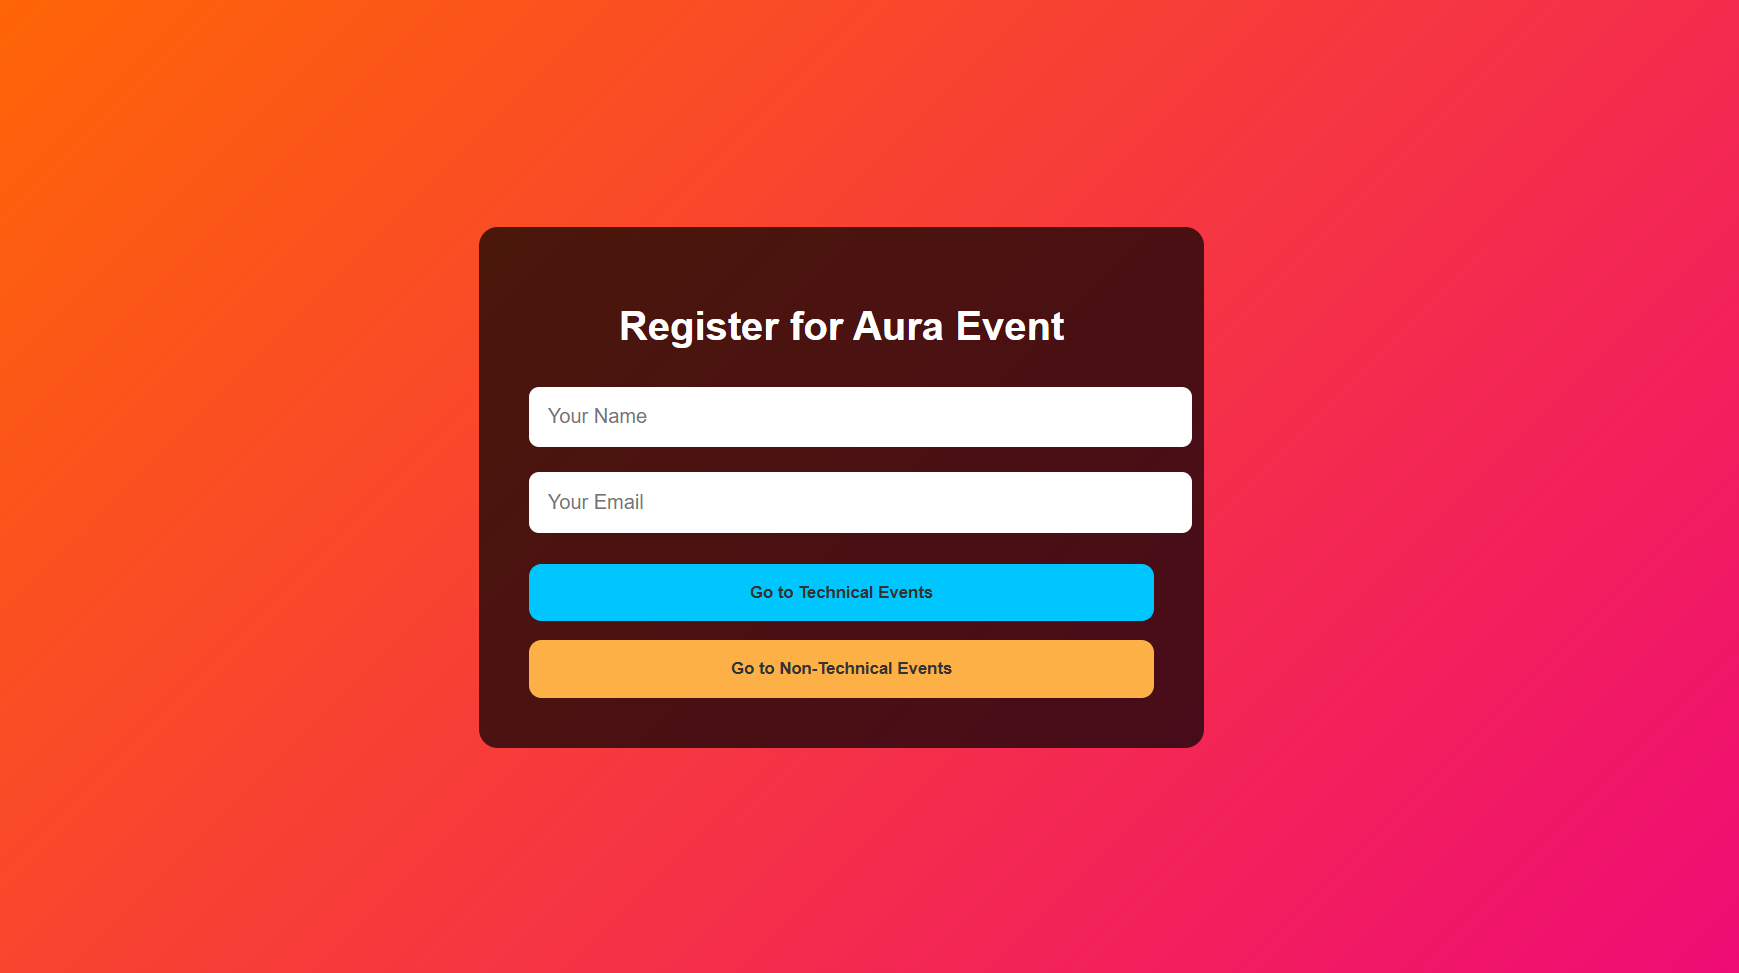 Register for Aura Event
Your Name
Your Email
Go to Technical Events
Go to Non-Technical Events